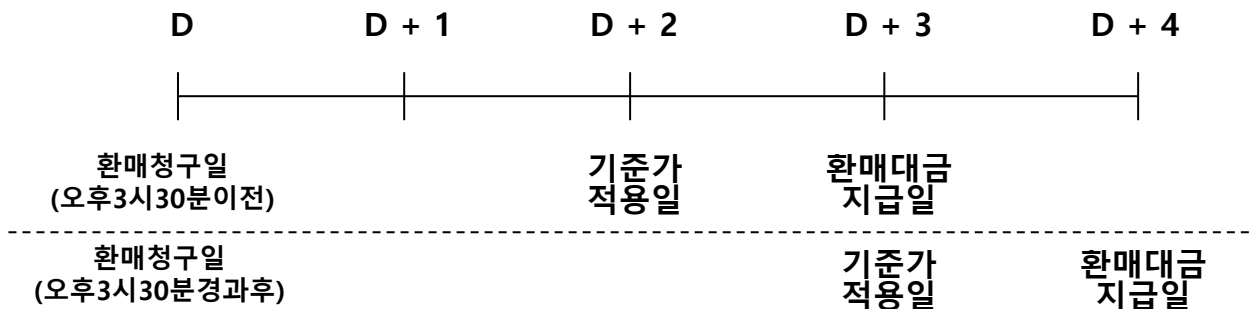 D D + 1 D + 2 D + 3 D + 4
환매청구일 기준가 환매대금
(오후3시30분이전) 적용일 지급일
환매청구일 기준가 환매대금
(오후3시30분경과후) 적용일 지급일